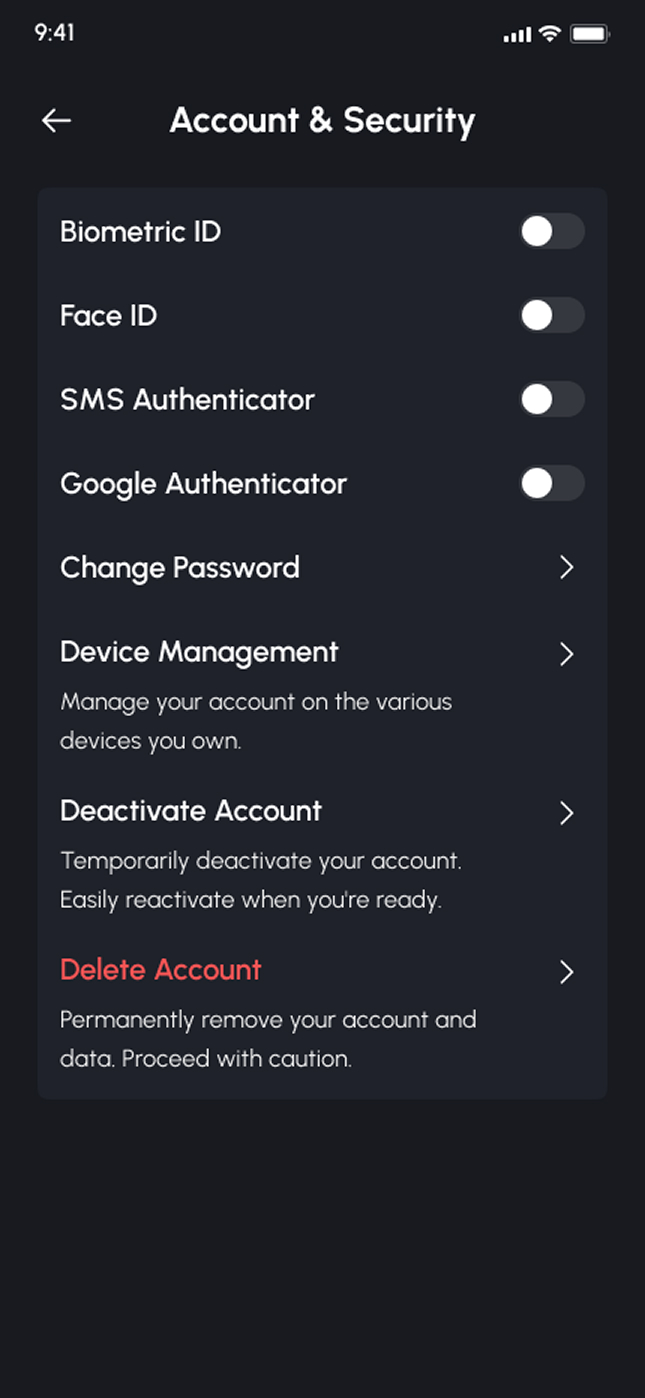 9:41
Account & Security
Biometric ID
Face ID
SMS Authenticator
Google Authenticator
Change Password
Device Management
Manage your account on the various
devices you own.
Deactivate Account
Temporarily deactivate your account.
Easily reactivate when you're ready.
Delete Account
Permanently remove your account and
data. Proceed with caution.